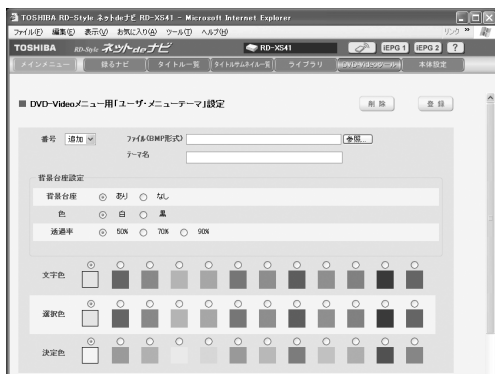 TOSHIBA RD-Style ネットdeナビ RD-XS41 - Microsoft Internet Explorer
ファイル(F) 編集(E) 表示(V) お気に入り(A) ツール(T) ヘルプ(H) リンク »
TOSHIBA RD-Style ネットdeナビ RD-XS41 iEPG 1 iEPG 2 ?
メインメニュー 録るナビ タイトル一覧 タイトルサムネイル一覧 ライブラリ 本体設定
■ DVD-Videoメニュー用「ユーザ・メニューテーマ」設定 削 除 登 録
番号 追加 ファイル(BMP形式) 参照...
テーマ名
背景台座設定
背景台座 あり なし
色 白 黒
透過率 50% 70% 90%
文字色
選択色
決定色